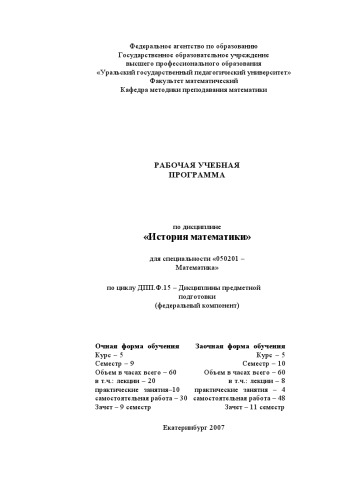 Федеральное агентство по образованию
Государственное образовательное учреждение
высшего профессионального образования
«Уральский государственный педагогический университет»
Факультет математический
Кафедра методики преподавания математики
РАБОЧАЯ УЧЕБНАЯ
ПРОГРАММА
по дисциплине
«История математики»
для специальности «050201 –
Математика»
по циклу ДПП.Ф.15 – Дисциплины предметной
подготовки
(федеральный компонент)
Очная форма обучения
Курс – 5
Семестр – 9
Объем в часах всего – 60
в т.ч.: лекции – 20
практические занятия–10
самостоятельная работа – 30
Зачет – 9 семестр
Заочная форма обучения
Курс – 5
Семестр – 10
Объем в часах всего – 60
в т.ч.: лекции – 8
практические занятия – 4
самостоятельная работа – 48
Зачет – 11 семестр
Екатеринбург 2007